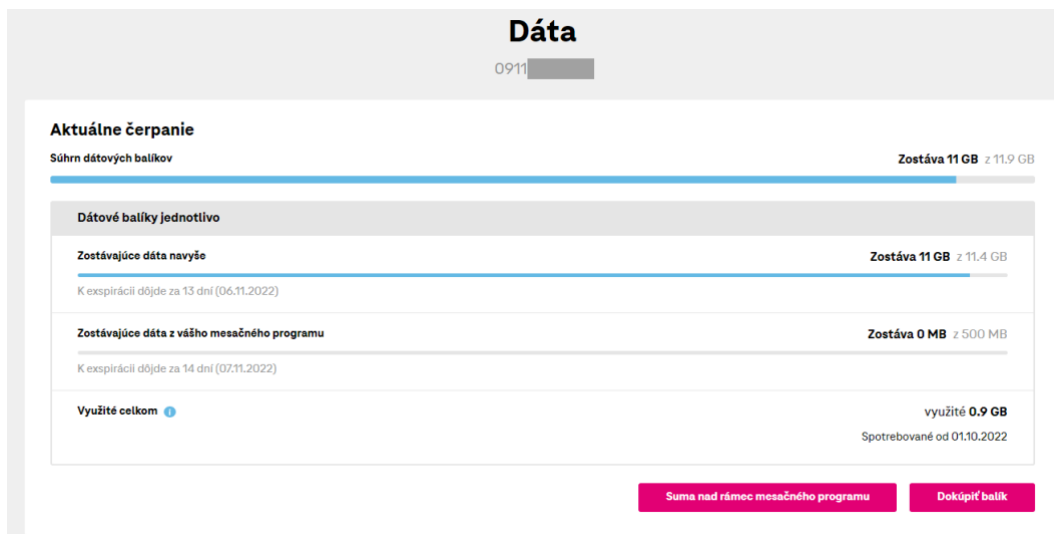 Dáta
0911
Aktuálne čerpanie
Súhrn dátových balíkov
Zostáva 11 GB z 11.9 GB
Dátové balíky jednotlivo
Zostávajúce dáta navyše
Zostáva 11 GB z 11.4 GB
K exspirácii dôjde za 13 dní (06.11.2022)
Zostávajúce dáta z vášho mesačného programu
Zostáva 0 MB z 500 MB
K exspirácii dôjde za 14 dní (07.11.2022)
Využité celkom i
využité 0.9 GB
Spotrebované od 01.10.2022
Suma nad rámec mesačného programu
Dokúpiť balík